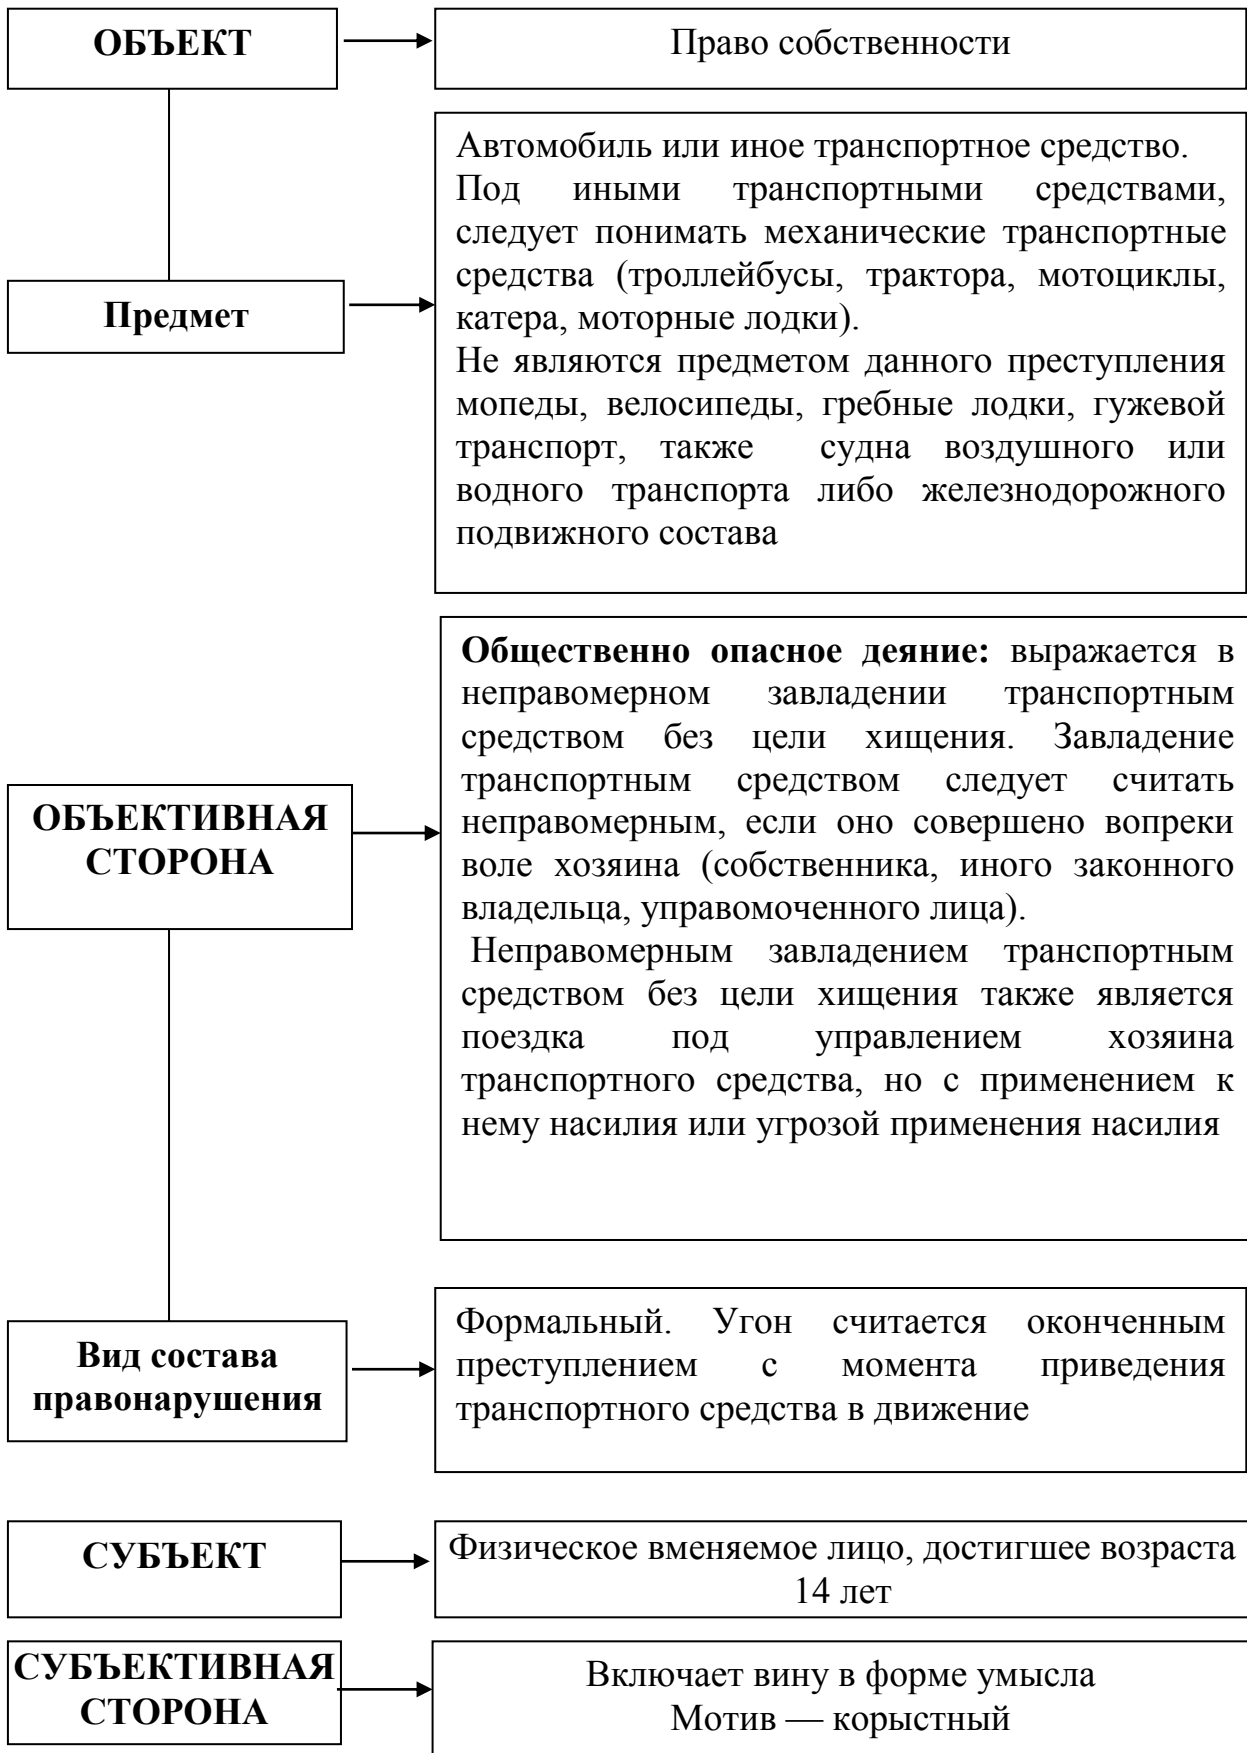 ОБЪЕКТ
Право собственности
Предмет
Автомобиль или иное транспортное средство.
Под иными транспортными средствами,
следует понимать механические транспортные
средства (троллейбусы, трактора, мотоциклы,
катера, моторные лодки).
Не являются предметом данного преступления
мопеды, велосипеды, гребные лодки, гужевой
транспорт, также судна воздушного или
водного транспорта либо железнодорожного
подвижного состава
ОБЪЕКТИВНАЯ
СТОРОНА
Общественно опасное деяние: выражается в
неправомерном завладении транспортным
средством без цели хищения. Завладение
транспортным средством следует считать
неправомерным, если оно совершено вопреки
воле хозяина (собственника, иного законного
владельца, управомоченного лица).
Неправомерным завладением транспортным
средством без цели хищения также является
поездка под управлением хозяина
транспортного средства, но с применением к
нему насилия или угрозой применения насилия
Вид состава
правонарушения
Формальный. Угон считается оконченным
преступлением с момента приведения
транспортного средства в движение
СУБЪЕКТ
Физическое вменяемое лицо, достигшее возраста
14 лет
СУБЪЕКТИВНАЯ
СТОРОНА
Включает вину в форме умысла
Мотив — корыстный